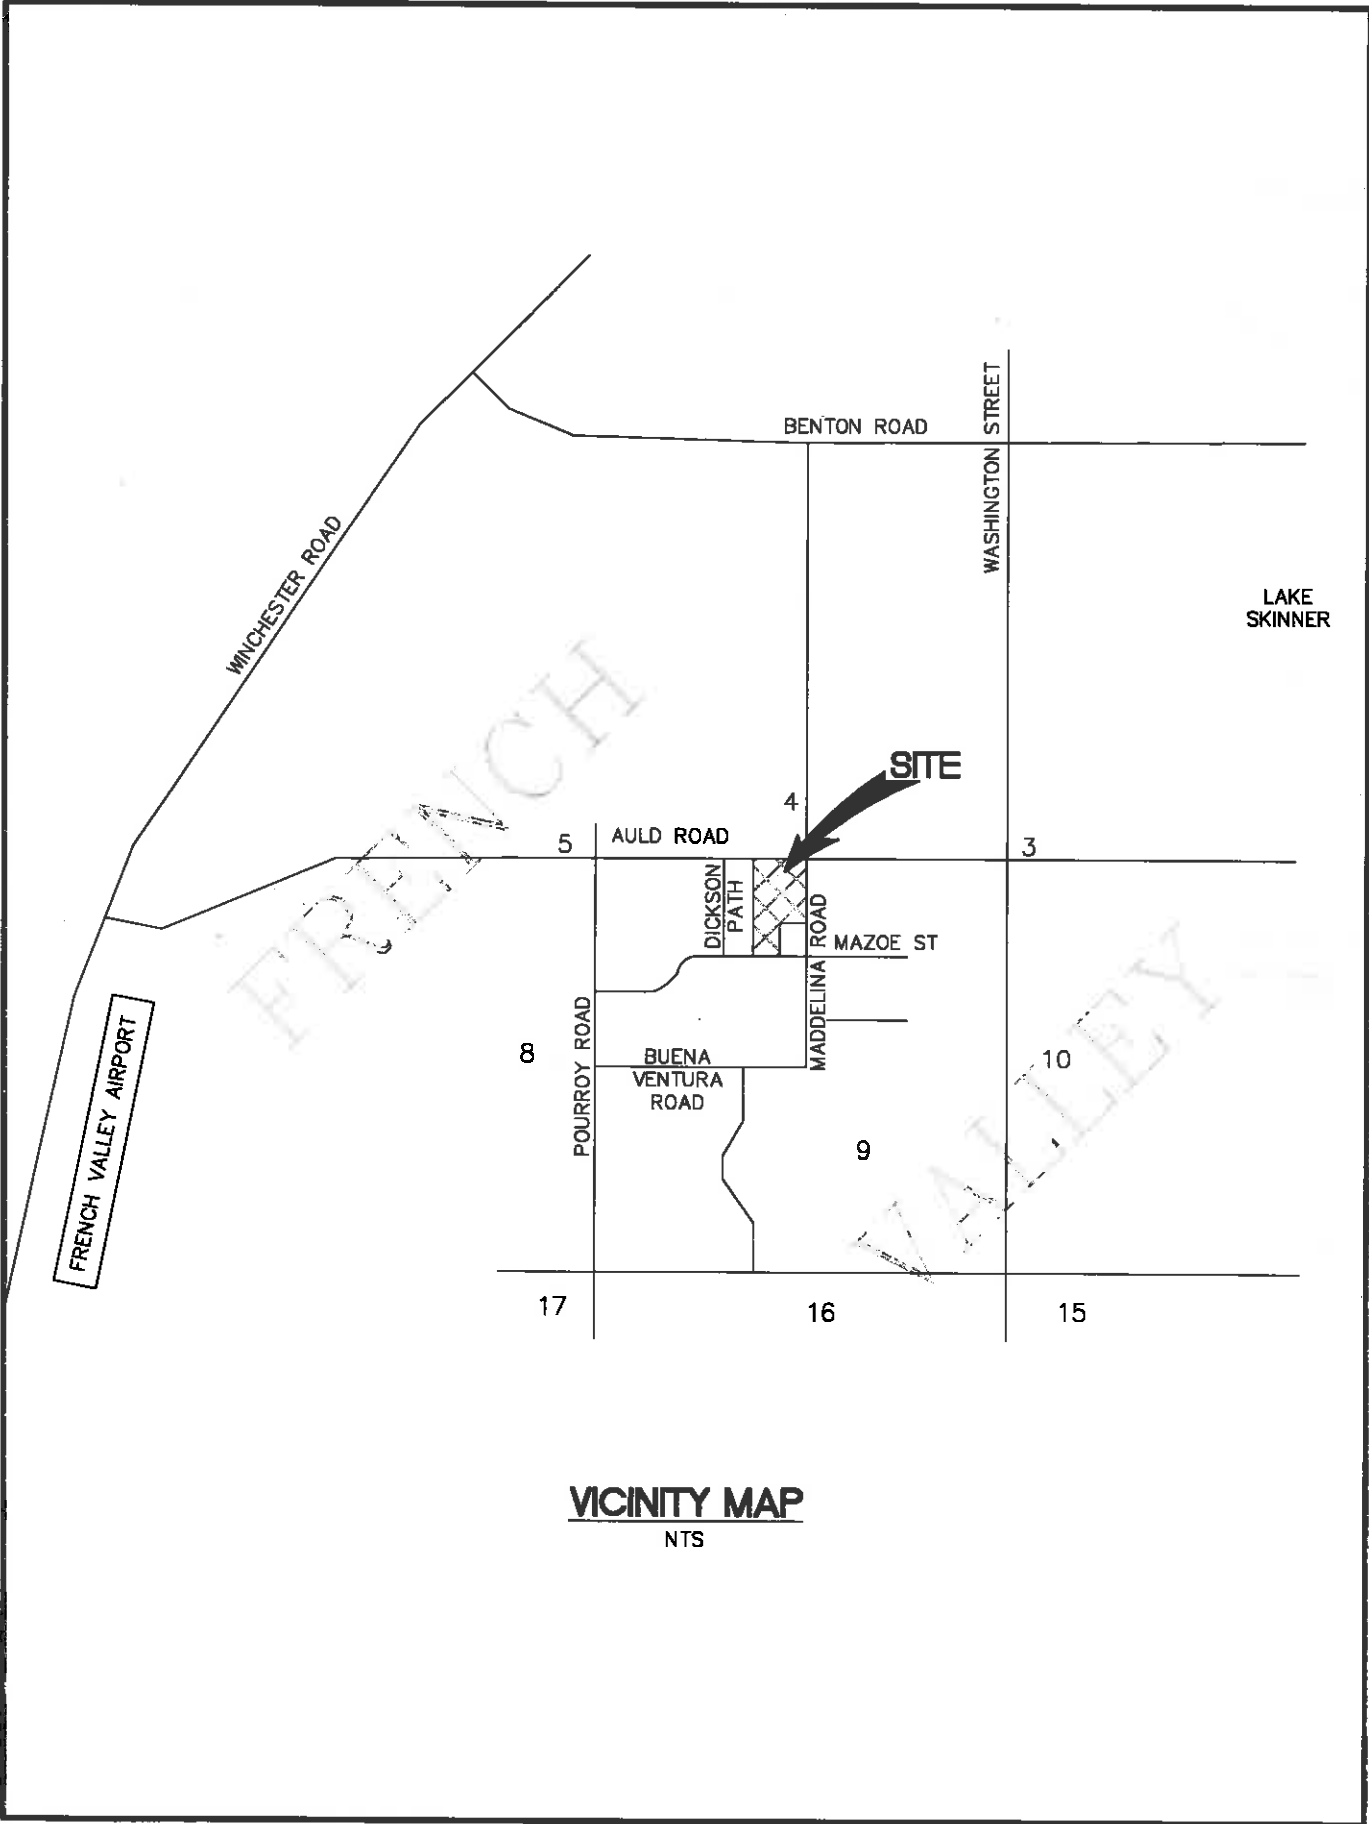 BENTON ROAD
WASHINGTON STREET
WINCHESTER ROAD
LAKE
SKINNER
FRENCH
SITE
4
5
AULD ROAD
3
DICKSON
PATH
MADDELINA ROAD
MAZOE ST
VALLEY
FRENCH VALLEY AIRPORT
POURROY ROAD
8
BUENA
VENTURA
ROAD
10
9
17
16
15
VICINITY MAP
NTS